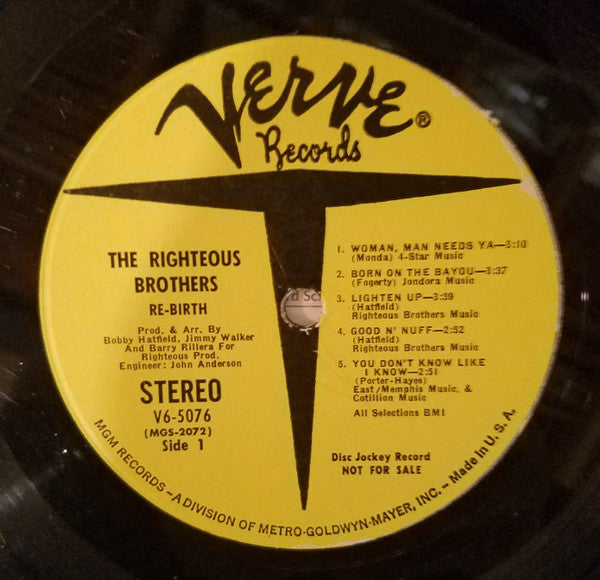 VERVE®
Records
THE RIGHTEOUS
BROTHERS
RE-BIRTH
Prod. & Arr. By
Bobby Hatfield, Jimmy Walker
And Barry Rillera For
Righteous Prod.
Engineer: John Anderson
STEREO
V6-5076
(MGS-2072)
Side 1
1. WOMAN, MAN NEEDS YA—3:10
(Monda) 4-Star Music
2. BORN ON THE BAYOU—3:37
(Fogerty) Jondora Music
3. LIGHTEN UP—3:39
(Hatfield)
Righteous Brothers Music
4. GOOD N' NUFF—2:52
(Hatfield)
Righteous Brothers Music
5. YOU DON'T KNOW LIKE
I KNOW—2:51
(Porter-Hayes)
East/Memphis Music, &
Cotillion Music
All Selections BMI
Disc Jockey Record
NOT FOR SALE
MGM RECORDS—A DIVISION OF METRO-GOLDWYN-MAYER, INC.—Made in U.S.A.